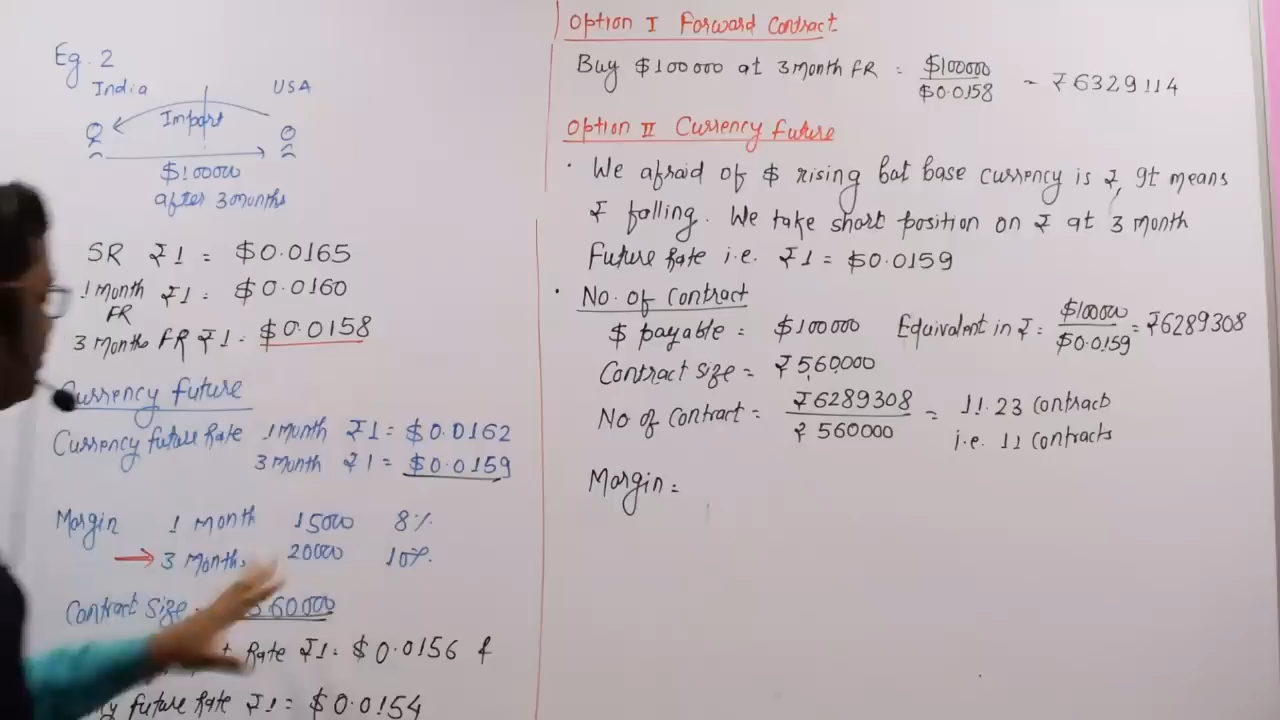 Eg. 2
India USA
Import
$100000
after 3 months
SR ₹1 = $0.0165
1 month FR ₹1 = $0.0160
3 Months FR ₹1 = $0.0158
Currency future
Currency future Rate 1 Month ₹1 = $0.0162
3 Month ₹1 = $0.0159
Margin 1 Month 15000 8%
→ 3 Months 20000 10%
Contract Size 560000
Rate ₹1 = $0.0156 &
future Rate ₹1 = $0.0154
Option I Forward Contract
Buy $100000 at 3 month FR = $100000 / $0.0158 = ₹6329114
Option II Currency future
• We afraid of $ rising but base currency is ₹, It means
₹ falling. We take short position on ₹ at 3 month
Future Rate i.e. ₹1 = $0.0159
• No. of Contract
$ payable = $100000 Equivalent in ₹ = $100000 / $0.0159 = ₹6289308
Contract size = ₹5,60,000
No of Contract = ₹6289308 / ₹560000 = 11.23 contract
i.e. 11 contracts
Margin =